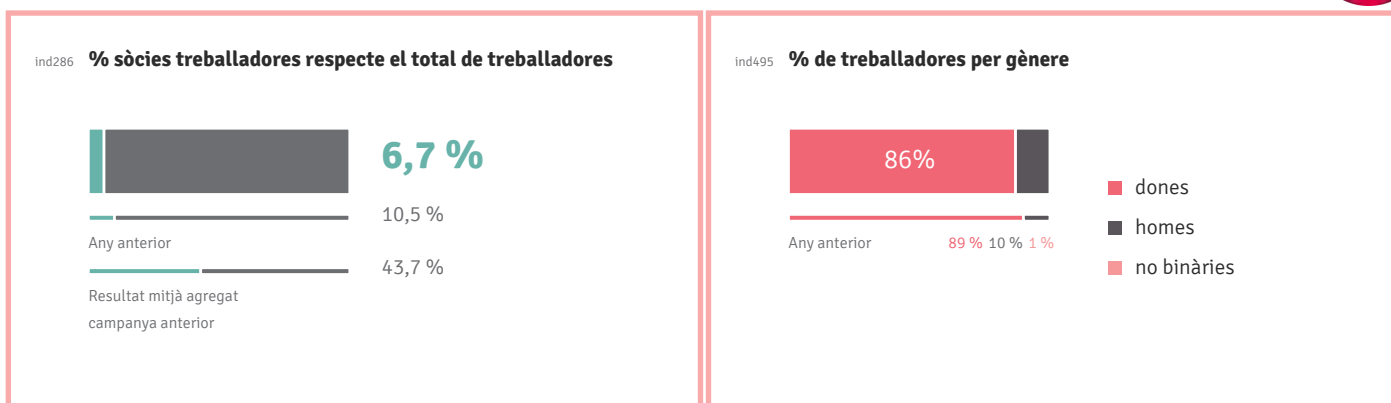 ind286 % sòcies treballadores respecte el total de treballadores
6,7 %
10,5 %
Any anterior
43,7 %
Resultat mitjà agregat
campanya anterior
ind495 % de treballadores per gènere
86%
dones
homes
no binàries
Any anterior 89 % 10 % 1 %